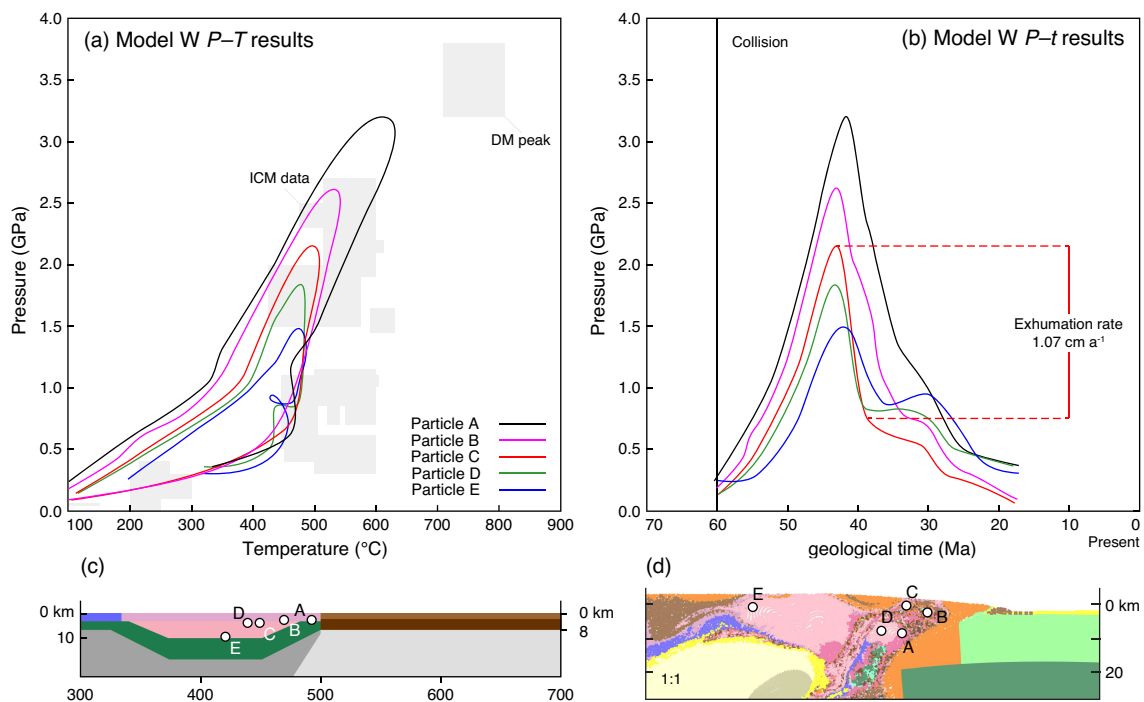 (a) Model W P–T results
4.0
3.5
3.0
2.5
2.0
1.5
1.0
0.5
0.0
Pressure (GPa)
DM peak
ICM data
Particle A
Particle B
Particle C
Particle D
Particle E
100 200 300 400 500 600 700 800 900
Temperature (°C)
(b) Model W P–t results
Collision
4.0
3.5
3.0
2.5
2.0
1.5
1.0
0.5
0.0
Pressure (GPa)
Exhumation rate
1.07 cm a-1
70 60 50 40 30 20 10 0
geological time (Ma)
Present
(c)
0 km
10
D A
C B
E
0 km
8
300 400 500 600 700
(d)
E C
D B
A
1:1
0 km
10
20